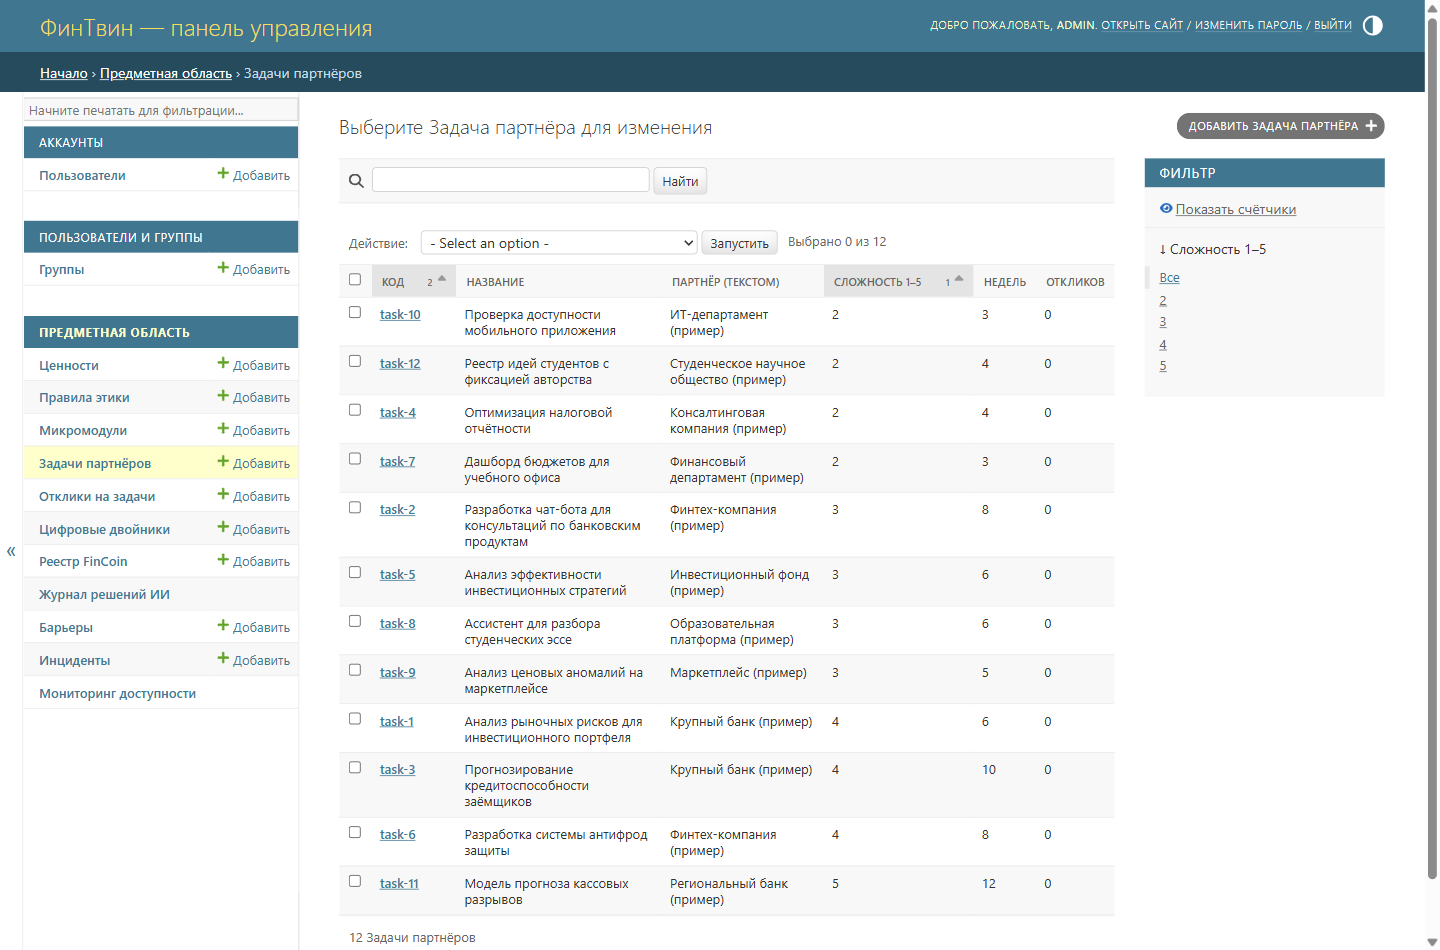 ФинТвин — панель управления
ДОБРО ПОЖАЛОВАТЬ, ADMIN. ОТКРЫТЬ САЙТ / ИЗМЕНИТЬ ПАРОЛЬ / ВЫЙТИ
Начало › Предметная область › Задачи партнёров
Начните печатать для фильтрации...
АККАУНТЫ
Пользователи Добавить
ПОЛЬЗОВАТЕЛИ И ГРУППЫ
Группы Добавить
ПРЕДМЕТНАЯ ОБЛАСТЬ
Ценности Добавить
Правила этики Добавить
Микромодули Добавить
Задачи партнёров Добавить
Отклики на задачи Добавить
Цифровые двойники Добавить
Реестр FinCoin Добавить
Журнал решений ИИ
Барьеры Добавить
Инциденты Добавить
Мониторинг доступности
«
Выберите Задача партнёра для изменения
ДОБАВИТЬ ЗАДАЧА ПАРТНЁРА
Найти
Действие: - Select an option - Запустить Выбрано 0 из 12
КОД 2 НАЗВАНИЕ ПАРТНЁР (ТЕКСТОМ) СЛОЖНОСТЬ 1–5 1 НЕДЕЛЬ ОТКЛИКОВ
task-10 Проверка доступности ИТ-департамент 2 3 0
мобильного приложения (пример)
task-12 Реестр идей студентов с Студенческое научное 2 4 0
фиксацией авторства общество (пример)
task-4 Оптимизация налоговой Консалтинговая 2 4 0
отчётности компания (пример)
task-7 Дашборд бюджетов для Финансовый 2 3 0
учебного офиса департамент (пример)
task-2 Разработка чат-бота для Финтех-компания 3 8 0
консультаций по банковским (пример)
продуктам
task-5 Анализ эффективности Инвестиционный фонд 3 6 0
инвестиционных стратегий (пример)
task-8 Ассистент для разбора Образовательная 3 6 0
студенческих эссе платформа (пример)
task-9 Анализ ценовых аномалий на Маркетплейс (пример) 3 5 0
маркетплейсе
task-1 Анализ рыночных рисков для Крупный банк (пример) 4 6 0
инвестиционного портфеля
task-3 Прогнозирование Крупный банк (пример) 4 10 0
кредитоспособности
заёмщиков
task-6 Разработка системы антифрод Финтех-компания 4 8 0
защиты (пример)
task-11 Модель прогноза кассовых Региональный банк 5 12 0
разрывов (пример)
12 Задачи партнёров
ФИЛЬТР
Показать счётчики
↓ Сложность 1–5
Все
2
3
4
5